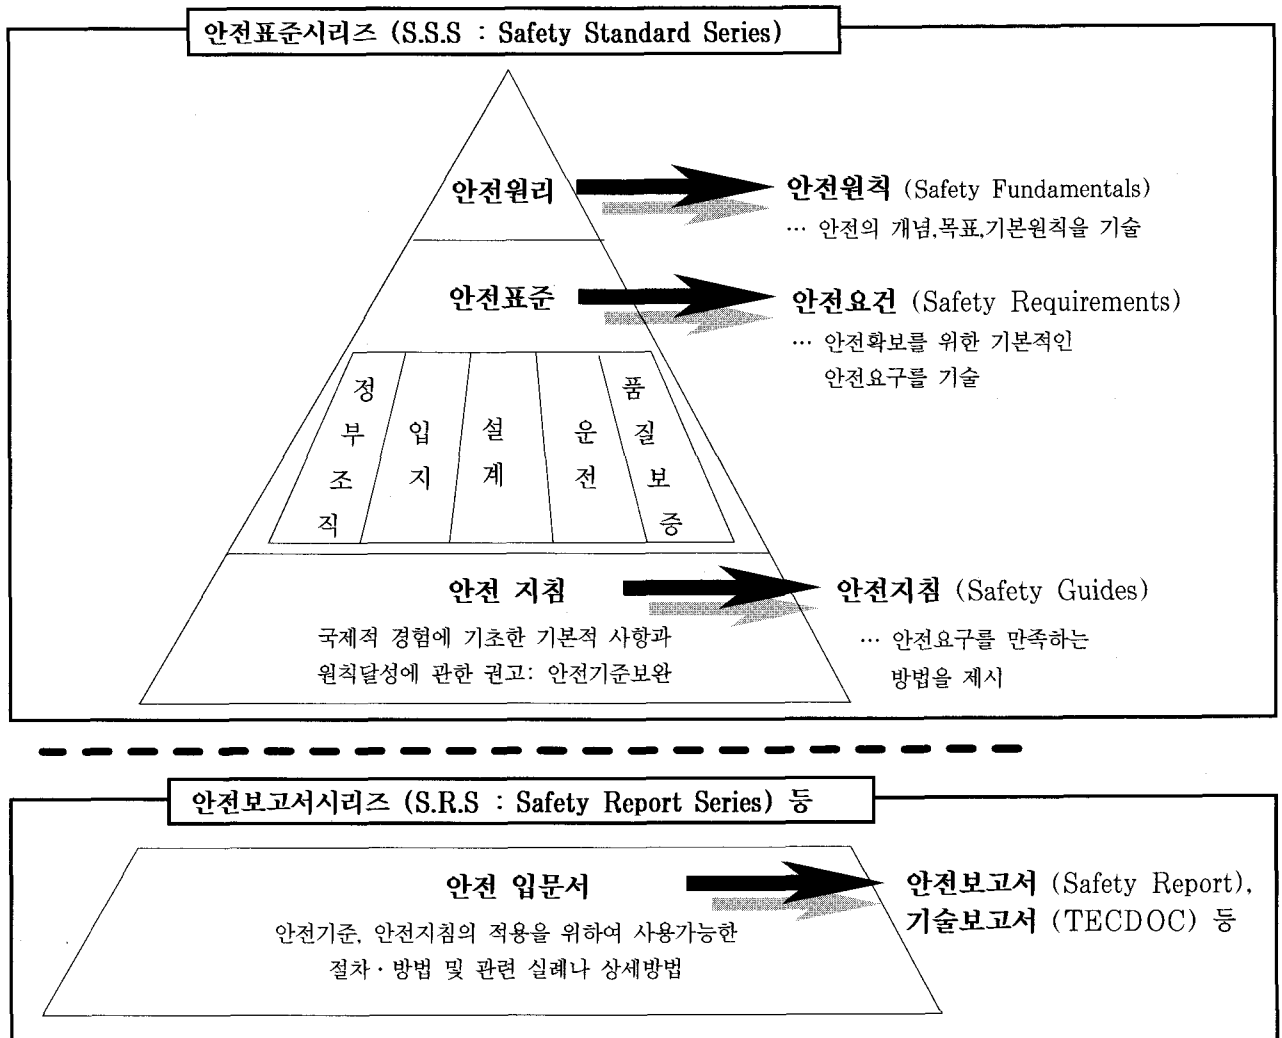 안전표준시리즈 (S.S.S : Safety Standard Series)
안전원리
안전원칙 (Safety Fundamentals)
… 안전의 개념,목표,기본원칙을 기술
안전표준
안전요건 (Safety Requirements)
… 안전확보를 위한 기본적인
안전요구를 기술
정부조직
입지
설계
운전
품질보증
안전 지침
국제적 경험에 기초한 기본적 사항과
원칙달성에 관한 권고: 안전기준보완
안전지침 (Safety Guides)
… 안전요구를 만족하는
방법을 제시
안전보고서시리즈 (S.R.S : Safety Report Series) 등
안전 입문서
안전기준, 안전지침의 적용을 위하여 사용가능한
절차·방법 및 관련 실례나 상세방법
안전보고서 (Safety Report),
기술보고서 (TECDOC) 등